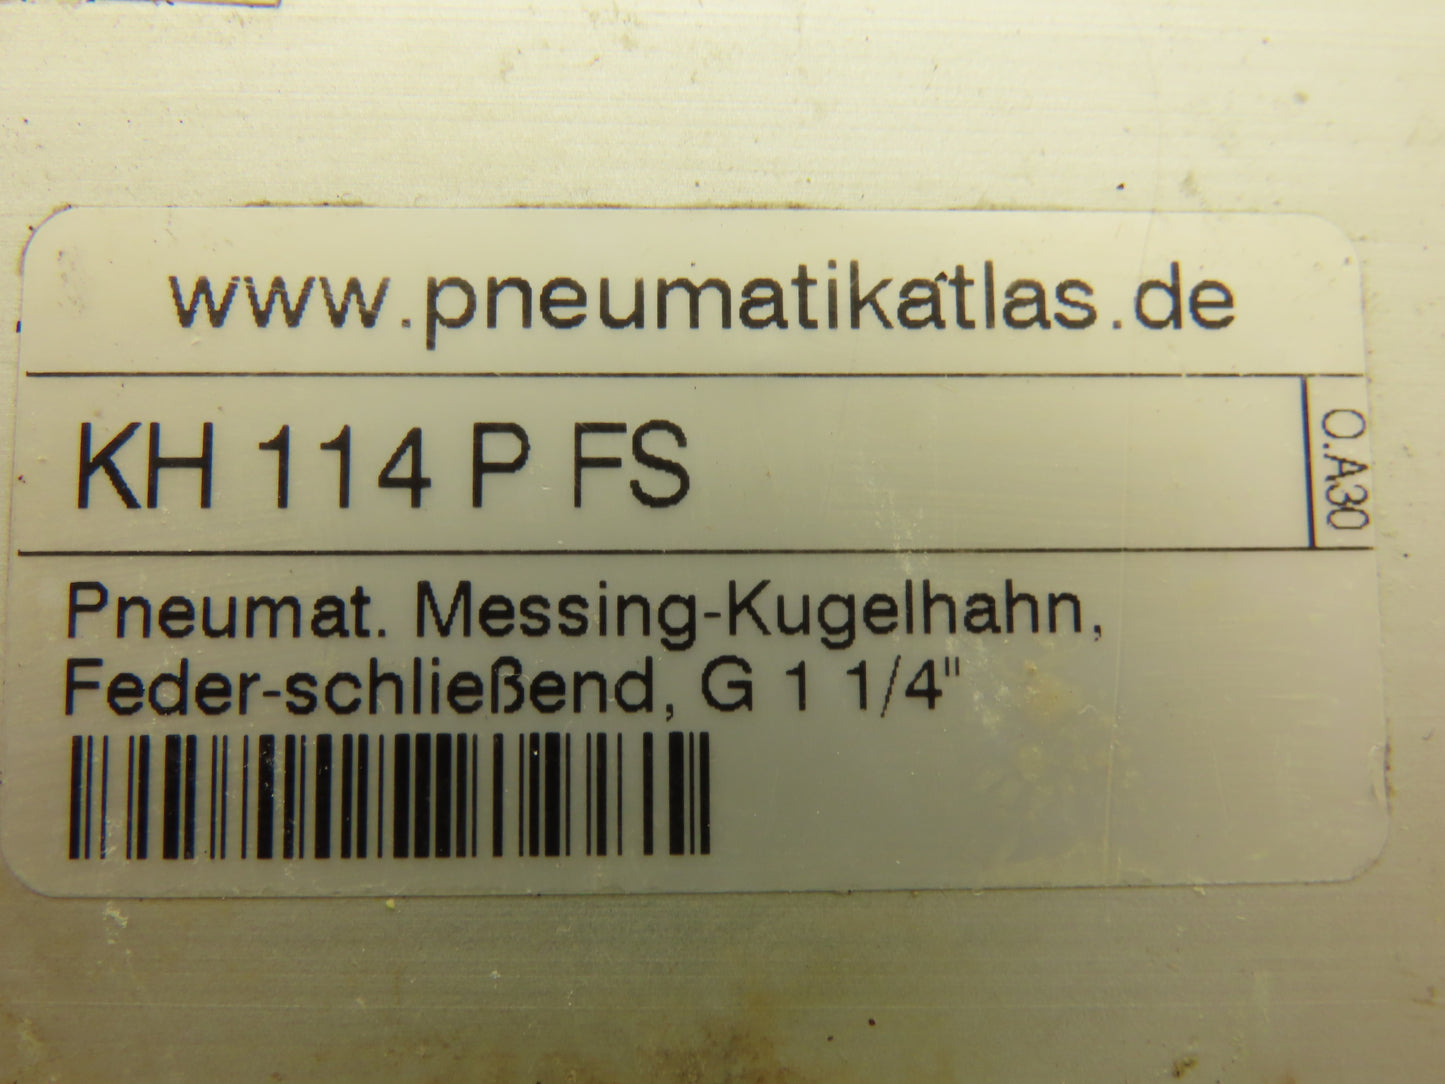 www.pneumatikatlas.de
KH 114 P FS
O.A30
Pneumat. Messing-Kugelhahn,
Feder-schließend, G 1 1/4"